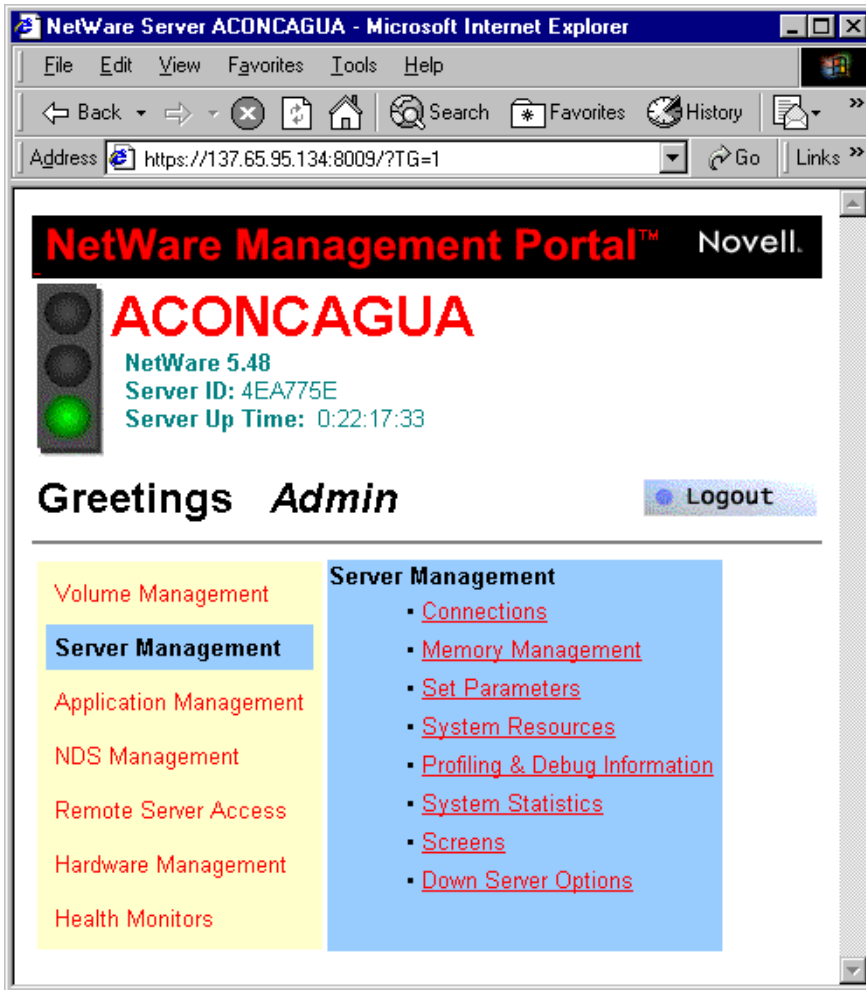 NetWare Server ACONCAGUA - Microsoft Internet Explorer
File Edit View Favorites Tools Help
Back Search Favorites History »
Address https://137.65.95.134:8009/?TG=1 Go Links »
NetWare Management Portal™ Novell.
ACONCAGUA
NetWare 5.48
Server ID: 4EA775E
Server Up Time: 0:22:17:33
Greetings Admin Logout
Volume Management
Server Management
Application Management
NDS Management
Remote Server Access
Hardware Management
Health Monitors
Server Management
▪ Connections
▪ Memory Management
▪ Set Parameters
▪ System Resources
▪ Profiling & Debug Information
▪ System Statistics
▪ Screens
▪ Down Server Options